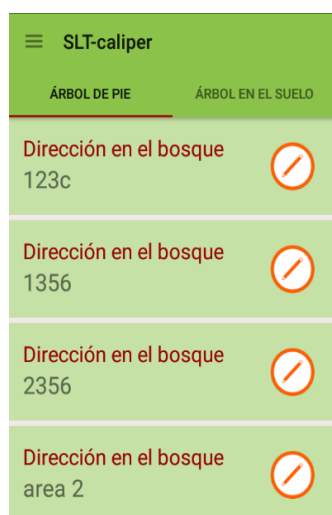 SLT-caliper
ÁRBOL DE PIE ÁRBOL EN EL SUELO
Dirección en el bosque
123c
Dirección en el bosque
1356
Dirección en el bosque
2356
Dirección en el bosque
area 2